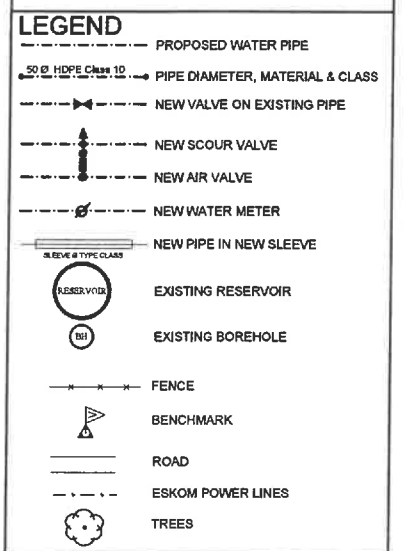 LEGEND
PROPOSED WATER PIPE
50 Ø HDPE Class 10 PIPE DIAMETER, MATERIAL & CLASS
NEW VALVE ON EXISTING PIPE
NEW SCOUR VALVE
NEW AIR VALVE
NEW WATER METER
NEW PIPE IN NEW SLEEVE
SLEEVE Ø TYPE CLASS
RESERVOIR EXISTING RESERVOIR
BH EXISTING BOREHOLE
FENCE
BENCHMARK
ROAD
ESKOM POWER LINES
TREES